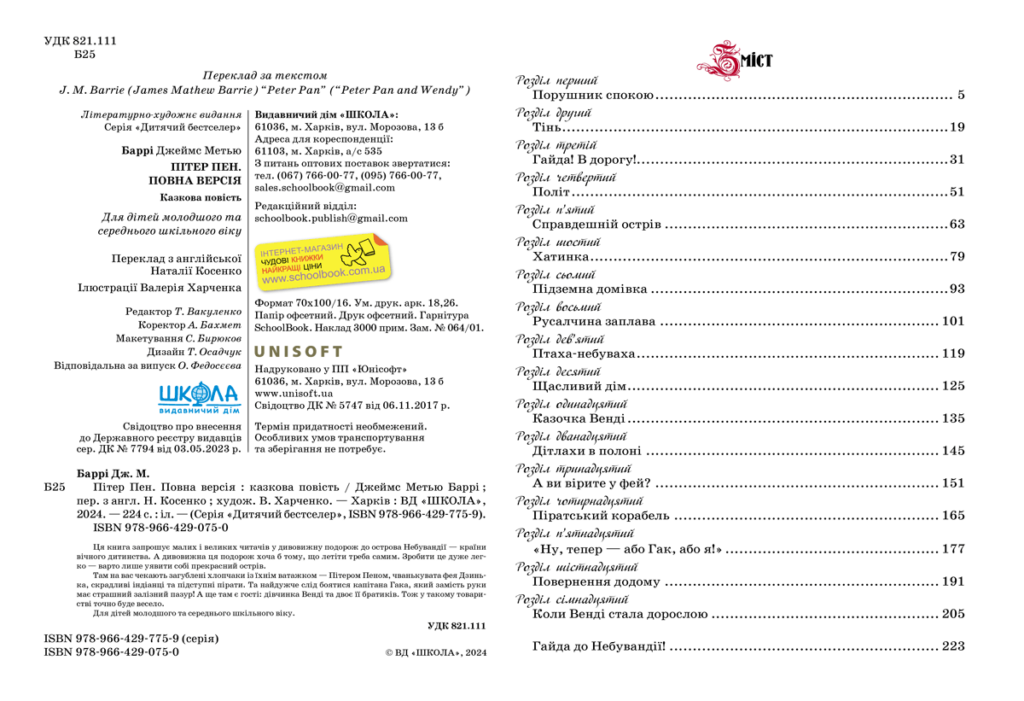 УДК 821.111
Б25
Переклад за текстом
J. M. Barrie (James Mathew Barrie) “Peter Pan” (“Peter Pan and Wendy”)
Літературно-художнє видання
Серія «Дитячий бестселер»
Баррі Джеймс Метью
ПІТЕР ПЕН.
ПОВНА ВЕРСІЯ
Казкова повість
Для дітей молодшого та
середнього шкільного віку
Переклад з англійської
Наталії Косенко
Ілюстрації Валерія Харченка
Редактор Т. Вакуленко
Коректор А. Бахмет
Макетування С. Бирюков
Дизайн Т. Осадчук
Відповідальна за випуск О. Федосєєва
ШКОЛА
видавничий дім
Свідоцтво про внесення
до Державного реєстру видавців
сер. ДК № 7794 від 03.05.2023 р.
Видавничий дім «ШКОЛА»:
61036, м. Харків, вул. Морозова, 13 б
Адреса для кореспонденції:
61103, м. Харків, а/с 535
З питань оптових поставок звертатися:
тел. (067) 766-00-77, (095) 766-00-77,
sales.schoolbook@gmail.com
Редакційний відділ:
schoolbook.publish@gmail.com
ІНТЕРНЕТ-МАГАЗИН
ЧУДОВІ КНИЖКИ
НАЙКРАЩІ ЦІНИ
www.schoolbook.com.ua
Формат 70х100/16. Ум. друк. арк. 18,26.
Папір офсетний. Друк офсетний. Гарнітура
SchoolBook. Наклад 3000 прим. Зам. № 064/01.
UNISOFT
Надруковано у ПП «Юнісофт»
61036, м. Харків, вул. Морозова, 13 б
www.unisoft.ua
Свідоцтво ДК № 5747 від 06.11.2017 р.
Термін придатності необмежений.
Особливих умов транспортування
та зберігання не потребує.
Баррі Дж. М.
Б25 Пітер Пен. Повна версія : казкова повість / Джеймс Метью Баррі ;
пер. з англ. Н. Косенко ; худож. В. Харченко. — Харків : ВД «ШКОЛА»,
2024. — 224 с. : іл. — (Серія «Дитячий бестселер», ISBN 978-966-429-775-9).
ISBN 978-966-429-075-0
Ця книга запрошує малих і великих читачів у дивовижну подорож до острова Небувандії — країни
вічного дитинства. А дивовижна ця подорож хоча б тому, що летіти треба самим. Зробити це дуже лег-
ко — варто лише уявити собі прекрасний острів.
Там на вас чекають загублені хлопчаки із їхнім ватажком — Пітером Пеном, чванькувата фея Дзинь-
ка, скрадливі індіанці та підступні пірати. Та найдужче слід боятися капітана Гака, який замість руки
має страшний залізний пазур! А ще там є гості: дівчинка Венді та двоє її братиків. Тож у такому товари-
стві точно буде весело.
Для дітей молодшого та середнього шкільного віку.
УДК 821.111
ISBN 978-966-429-775-9 (серія)
ISBN 978-966-429-075-0
© ВД «ШКОЛА», 2024
Зміст
Розділ перший
Порушник спокою 5
Розділ другий
Тінь 19
Розділ третій
Гайда! В дорогу! 31
Розділ четвертий
Політ 51
Розділ п’ятий
Справдешній острів 63
Розділ шостий
Хатинка 79
Розділ сьомий
Підземна домівка 93
Розділ восьмий
Русалчина заплава 101
Розділ дев’ятий
Птаха-небуваха 119
Розділ десятий
Щасливий дім 125
Розділ одинадцятий
Казочка Венді 135
Розділ дванадцятий
Дітлахи в полоні 145
Розділ тринадцятий
А ви вірите у фей? 151
Розділ чотирнадцятий
Піратський корабель 165
Розділ п’ятнадцятий
«Ну, тепер — або Гак, або я!» 177
Розділ шістнадцятий
Повернення додому 191
Розділ сімнадцятий
Коли Венді стала дорослою 205
Гайда до Небувандії! 223